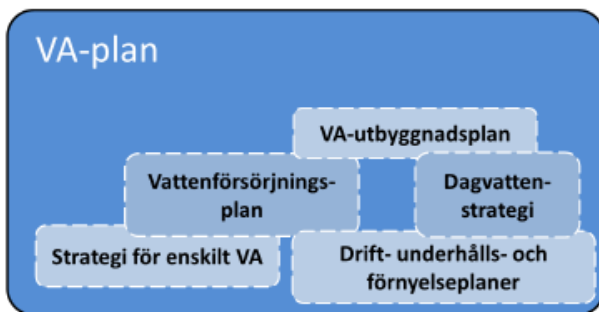 VA-plan
VA-utbyggnadsplan
Vattenförsörjnings-
plan
Dagvatten-
strategi
Strategi för enskilt VA
Drift- underhålls- och
förnyelseplaner